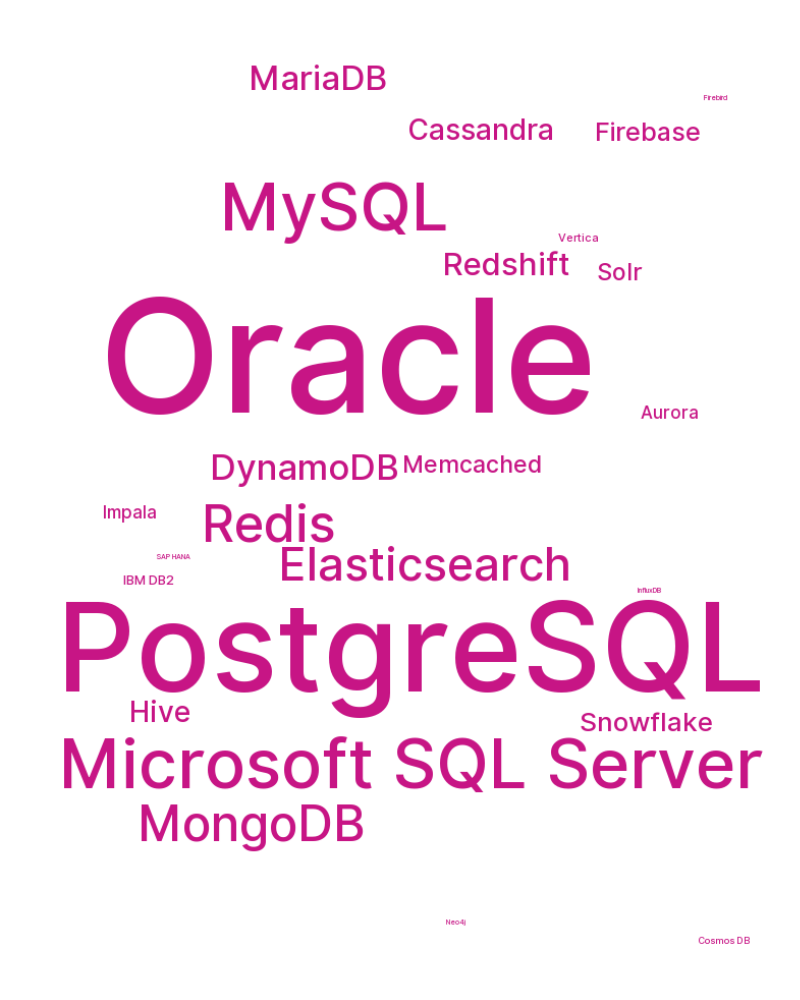 MariaDB
Firebird
Cassandra
Firebase
MySQL
Vertica
Redshift
Solr
Oracle
Aurora
DynamoDB
Memcached
Impala
Redis
SAP HANA
Elasticsearch
IBM DB2
InfluxDB
PostgreSQL
Hive
Snowflake
Microsoft SQL Server
MongoDB
Neo4j
Cosmos DB